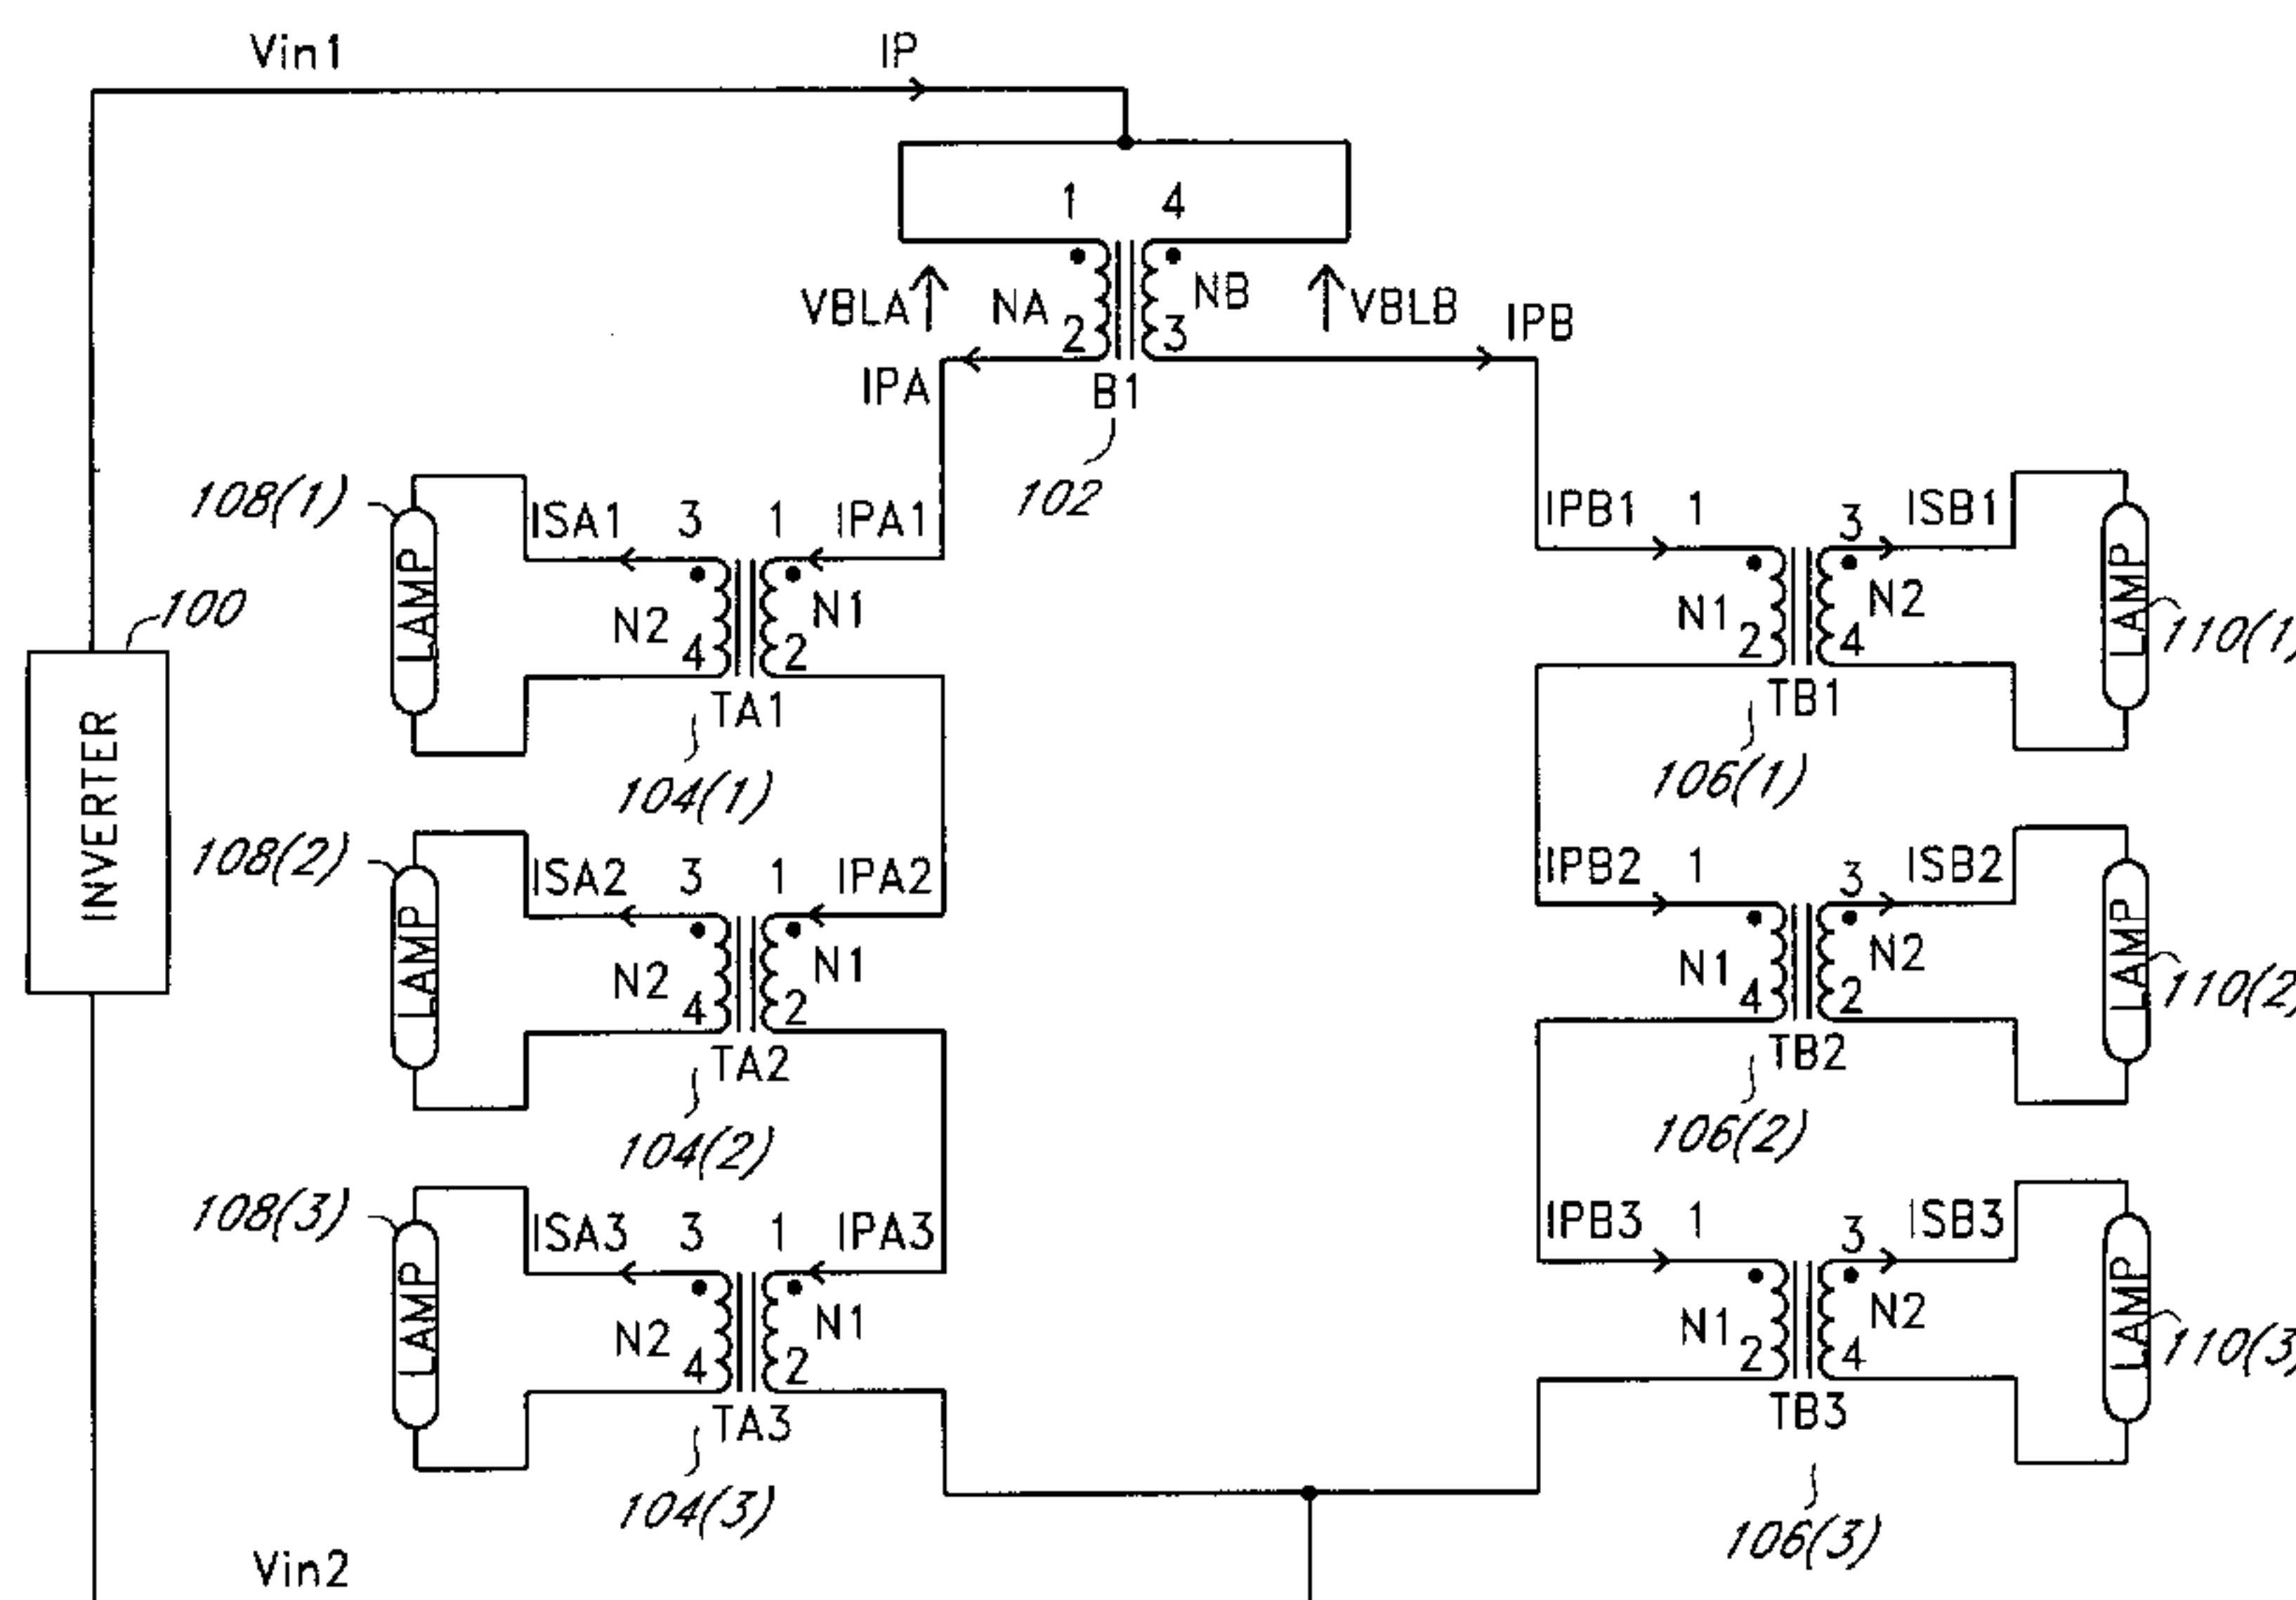 Vin1
IP
1 4
VBLA NA NB VBLB
2 3
IPA B1 IPB
102
108(1) LAMP ISA1 3 1 IPA1
N2 N1
4 2
TA1
104(1)
100
INVERTER
108(2) LAMP ISA2 3 1 IPA2
N2 N1
4 2
TA2
104(2)
108(3) LAMP ISA3 3 1 IPA3
N2 N1
4 2
TA3
104(3)
IPB1 1 3 ISB1
N1 N2 LAMP 110(1)
2 4
TB1
106(1)
IPB2 1 3 ISB2
N1 N2 LAMP 110(2)
4 2
TB2
106(2)
IPB3 1 3 ISB3
N1 N2 LAMP 110(3)
2 4
TB3
106(3)
Vin2